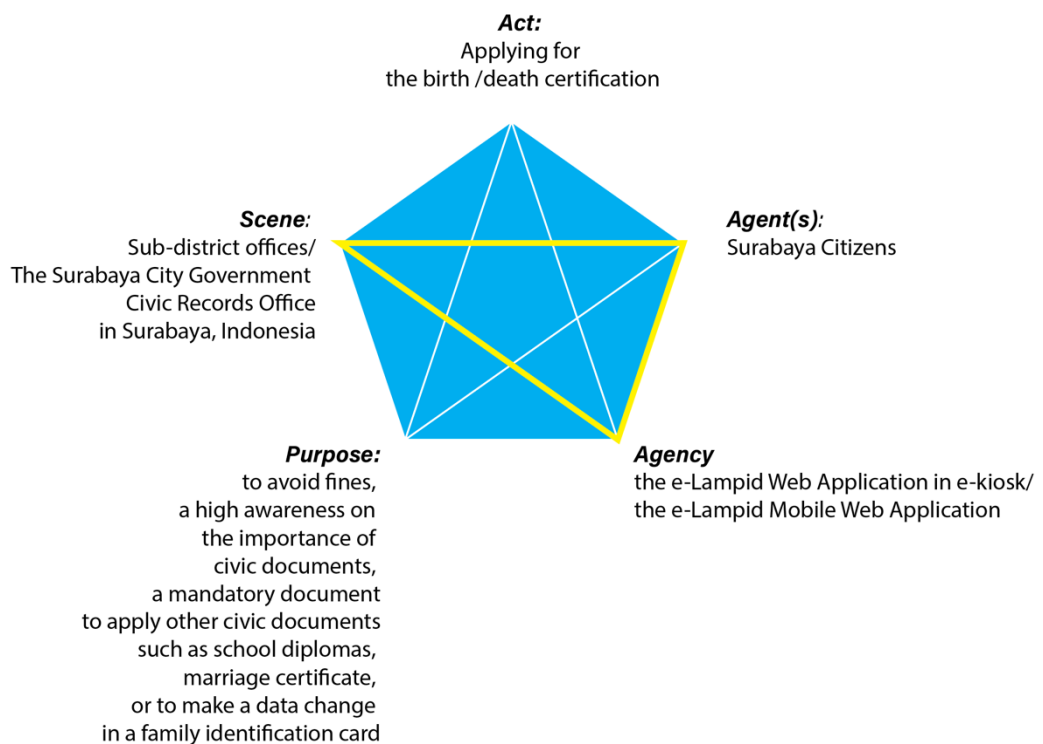 Act:
Applying for
the birth /death certification
Scene:
Sub-district offices/
The Surabaya City Government
Civic Records Office
in Surabaya, Indonesia
Agent(s):
Surabaya Citizens
Purpose:
to avoid fines,
a high awareness on
the importance of
civic documents,
a mandatory document
to apply other civic documents
such as school diplomas,
marriage certificate,
or to make a data change
in a family identification card
Agency
the e-Lampid Web Application in e-kiosk/
the e-Lampid Mobile Web Application